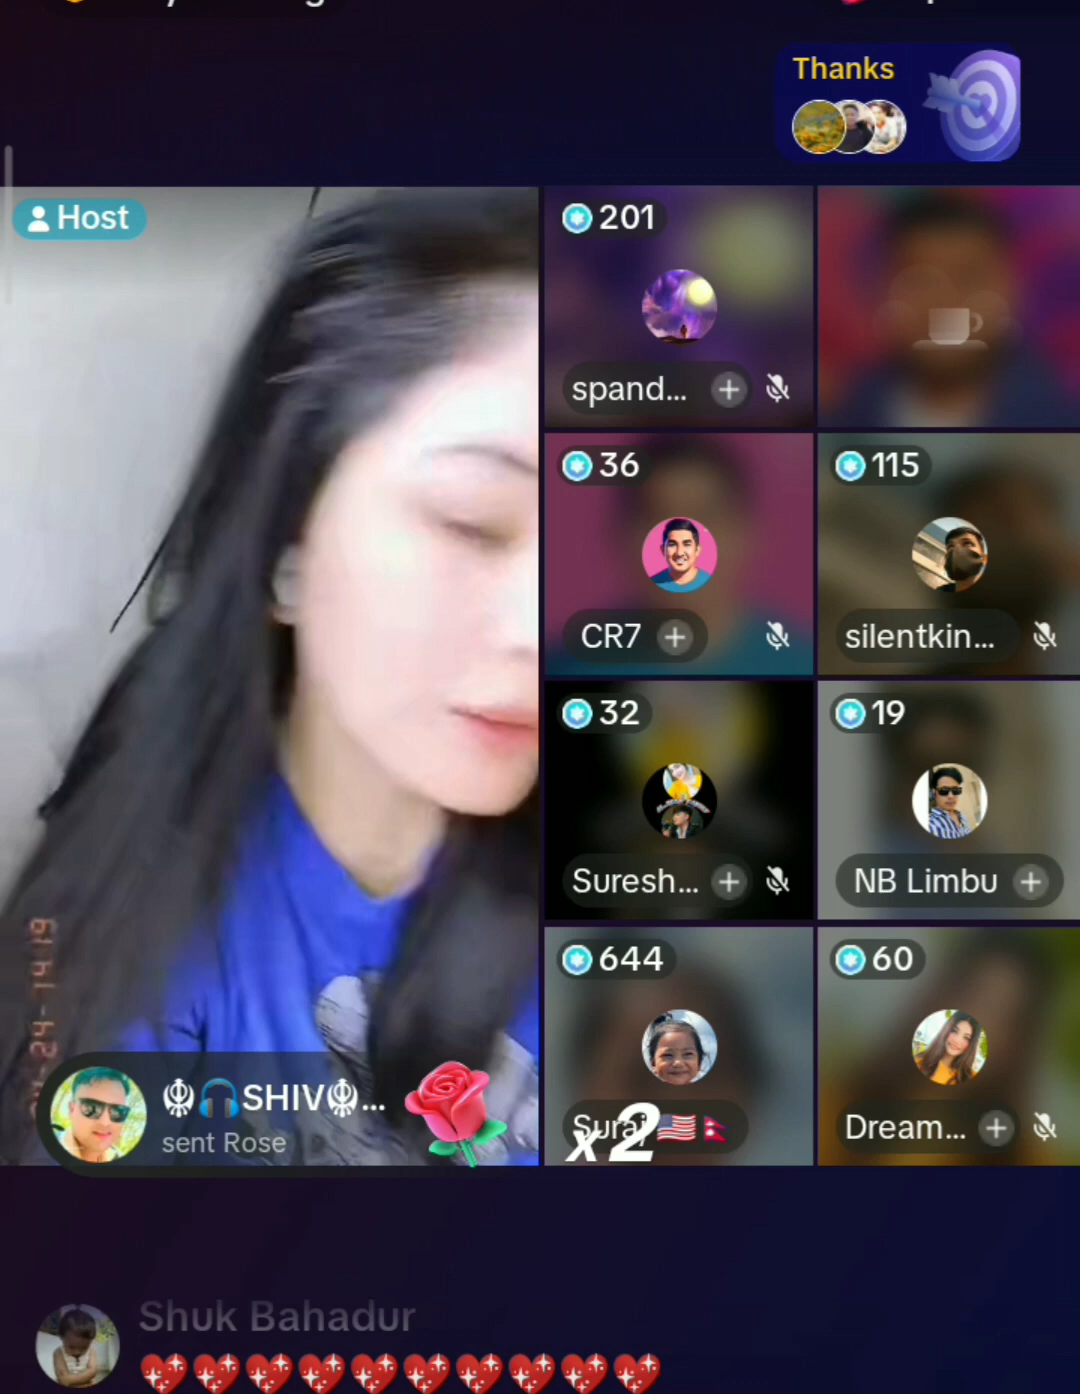 Thanks
Host
201
spand...
36
CR7
115
silentkin...
32
Suresh...
19
NB Limbu
644
Suraj
60
Dream...
SHIV...
sent Rose
x2
Shuk Bahadur